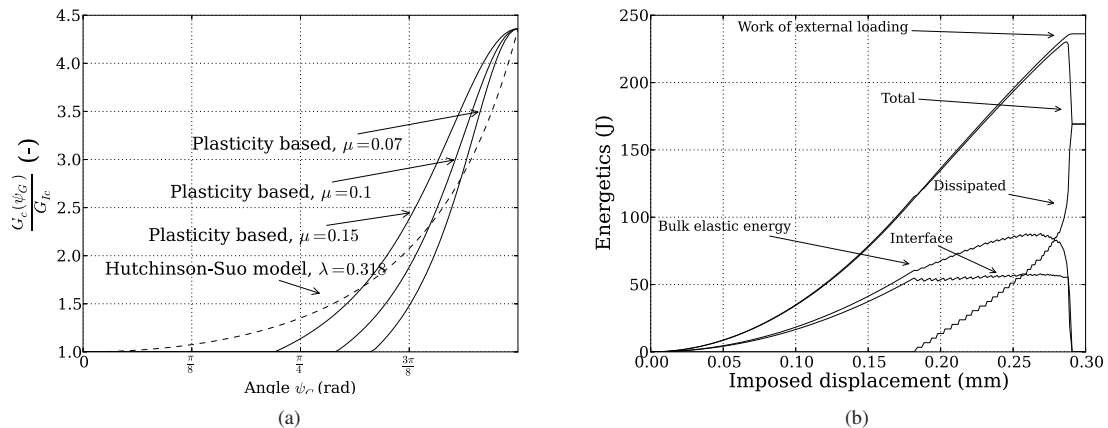 4.5
4.0
3.5
3.0
2.5
2.0
1.5
1.0
G_c(ψ_G)
G_{Ic}
(-)
Plasticity based, μ=0.07
Plasticity based, μ=0.1
Plasticity based, μ=0.15
Hutchinson-Suo model, λ=0.318
0
π/8
π/4
3π/8
Angle ψ_G (rad)
(a)
250
200
150
100
50
0
Energetics (J)
Work of external loading
Total
Dissipated
Bulk elastic energy
Interface
0.00 0.05 0.10 0.15 0.20 0.25 0.30
Imposed displacement (mm)
(b)